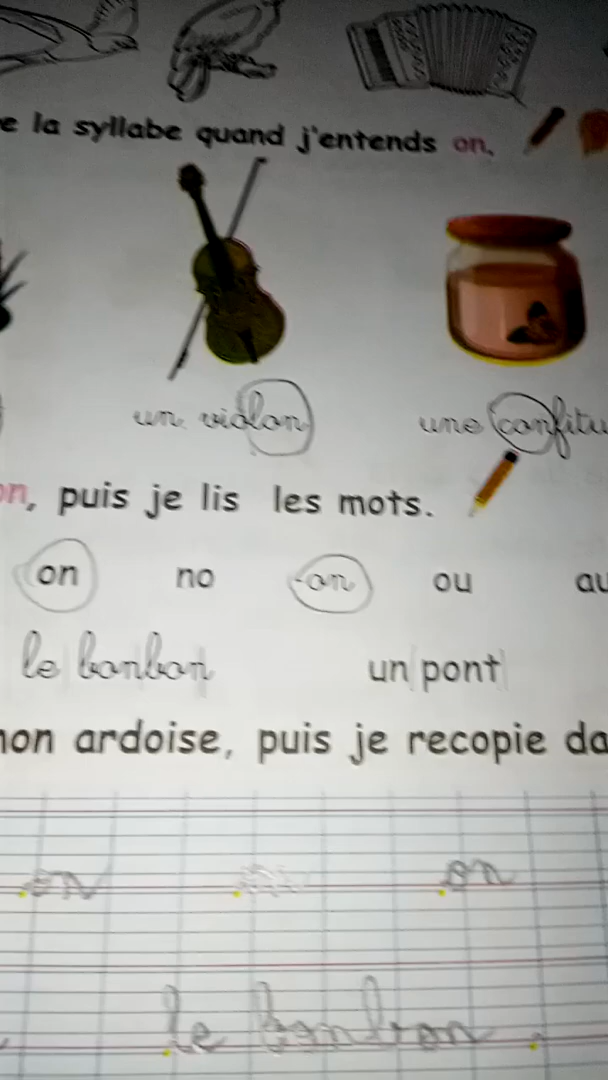 e la syllabe quand j'entends on.
un violon une confitu
on, puis je lis les mots.
on no on ou au
le bonbon un pont
mon ardoise, puis je recopie da
on on
le bonbon